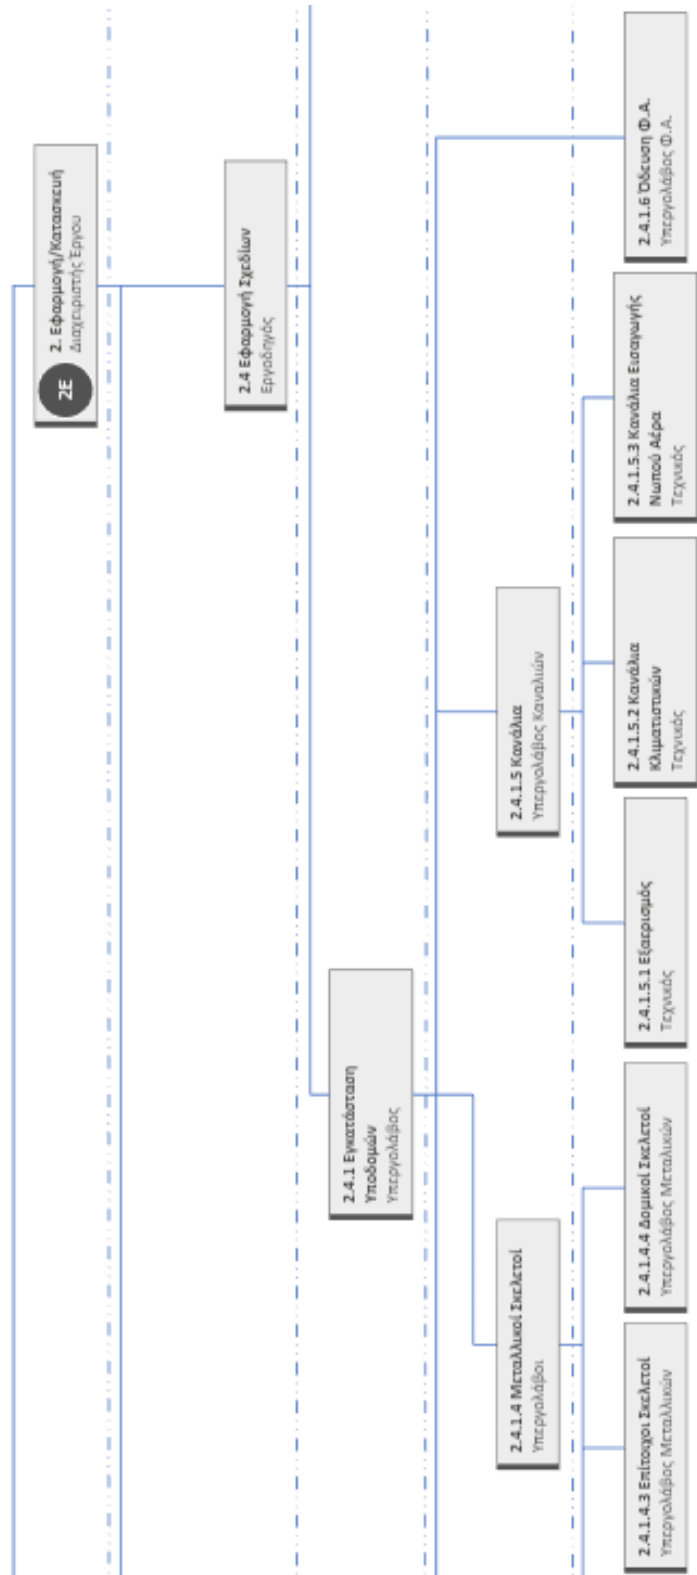 2E
2. Εφαρμογή/Κατασκευή
Διαχειριστής Έργου
2.4 Εφαρμογή Σχεδίων
Εργοδηγός
2.4.1 Εγκατάσταση
Υποδομών
Υπεργολάβος
2.4.1.4 Μεταλλικοί Σκελετοί
Υπεργολάβοι
2.4.1.5 Κανάλια
Υπεργολάβος Καναλιών
2.4.1.4.3 Επίτοιχοι Σκελετοί
Υπεργολάβος Μεταλλικών
2.4.1.4.4 Δομικοί Σκελετοί
Υπεργολάβος Μεταλικών
2.4.1.5.1 Εξαερισμός
Τεχνικός
2.4.1.5.2 Κανάλια
Κλιματιστικών
Τεχνικός
2.4.1.5.3 Κανάλια Εισαγωγής
Νωπού Αέρα
Τεχνικός
2.4.1.6 Όδευση Φ.Α.
Υπεργολάβος Φ.Α.